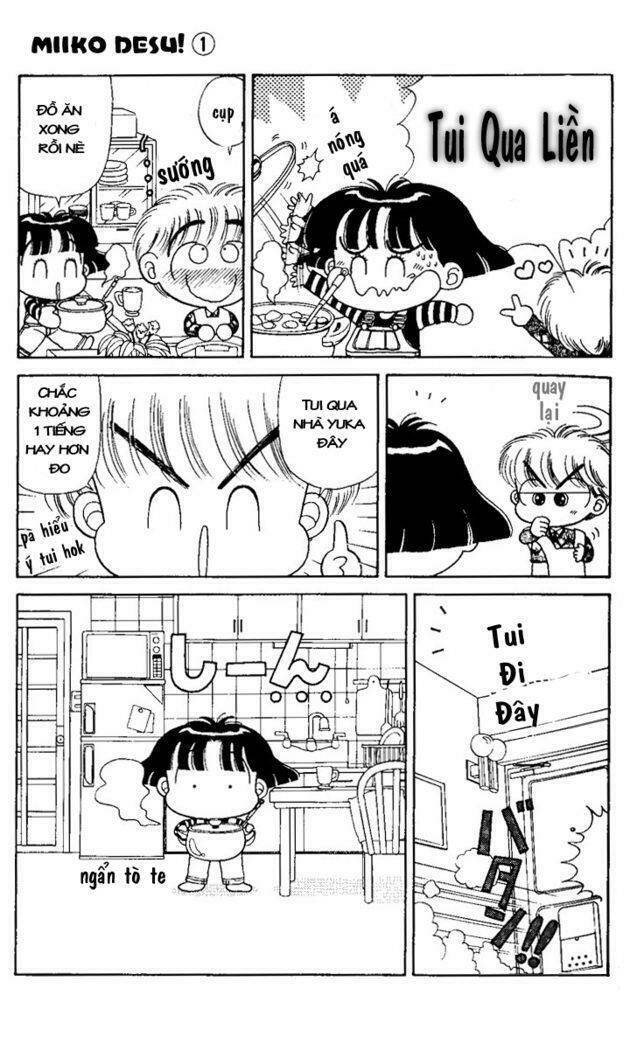 MIIKO DESU! ①
Tui Qua Liền
á
nóng
quá
cụp
ĐỒ ĂN
XONG
RỒI NÈ
sướng
quay
lại
TUI QUA
NHÀ YUKA
ĐÂY
CHẮC
KHOẢNG
1 TIẾNG
HAY HƠN
ĐO
pà hiểu
ý tui hok
Tui
Đi
Đây
バタン!!
しーん...
ngẩn tò te